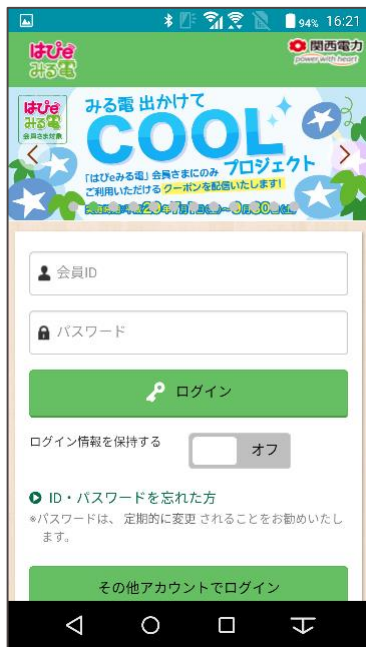 94% 16:21
はぴe
みる電
関西電力
power with heart
はぴe
みる電
会員さま対象
みる電 出かけて
COOL
プロジェクト
「はぴeみる電」会員さまにのみ
ご利用いただける クーポンを配信いたします!
会員ID
パスワード
ログイン
ログイン情報を保持する
オフ
ID・パスワードを忘れた方
※パスワードは、 定期的に変更 されることをお勧めいたし
ます。
その他アカウントでログイン